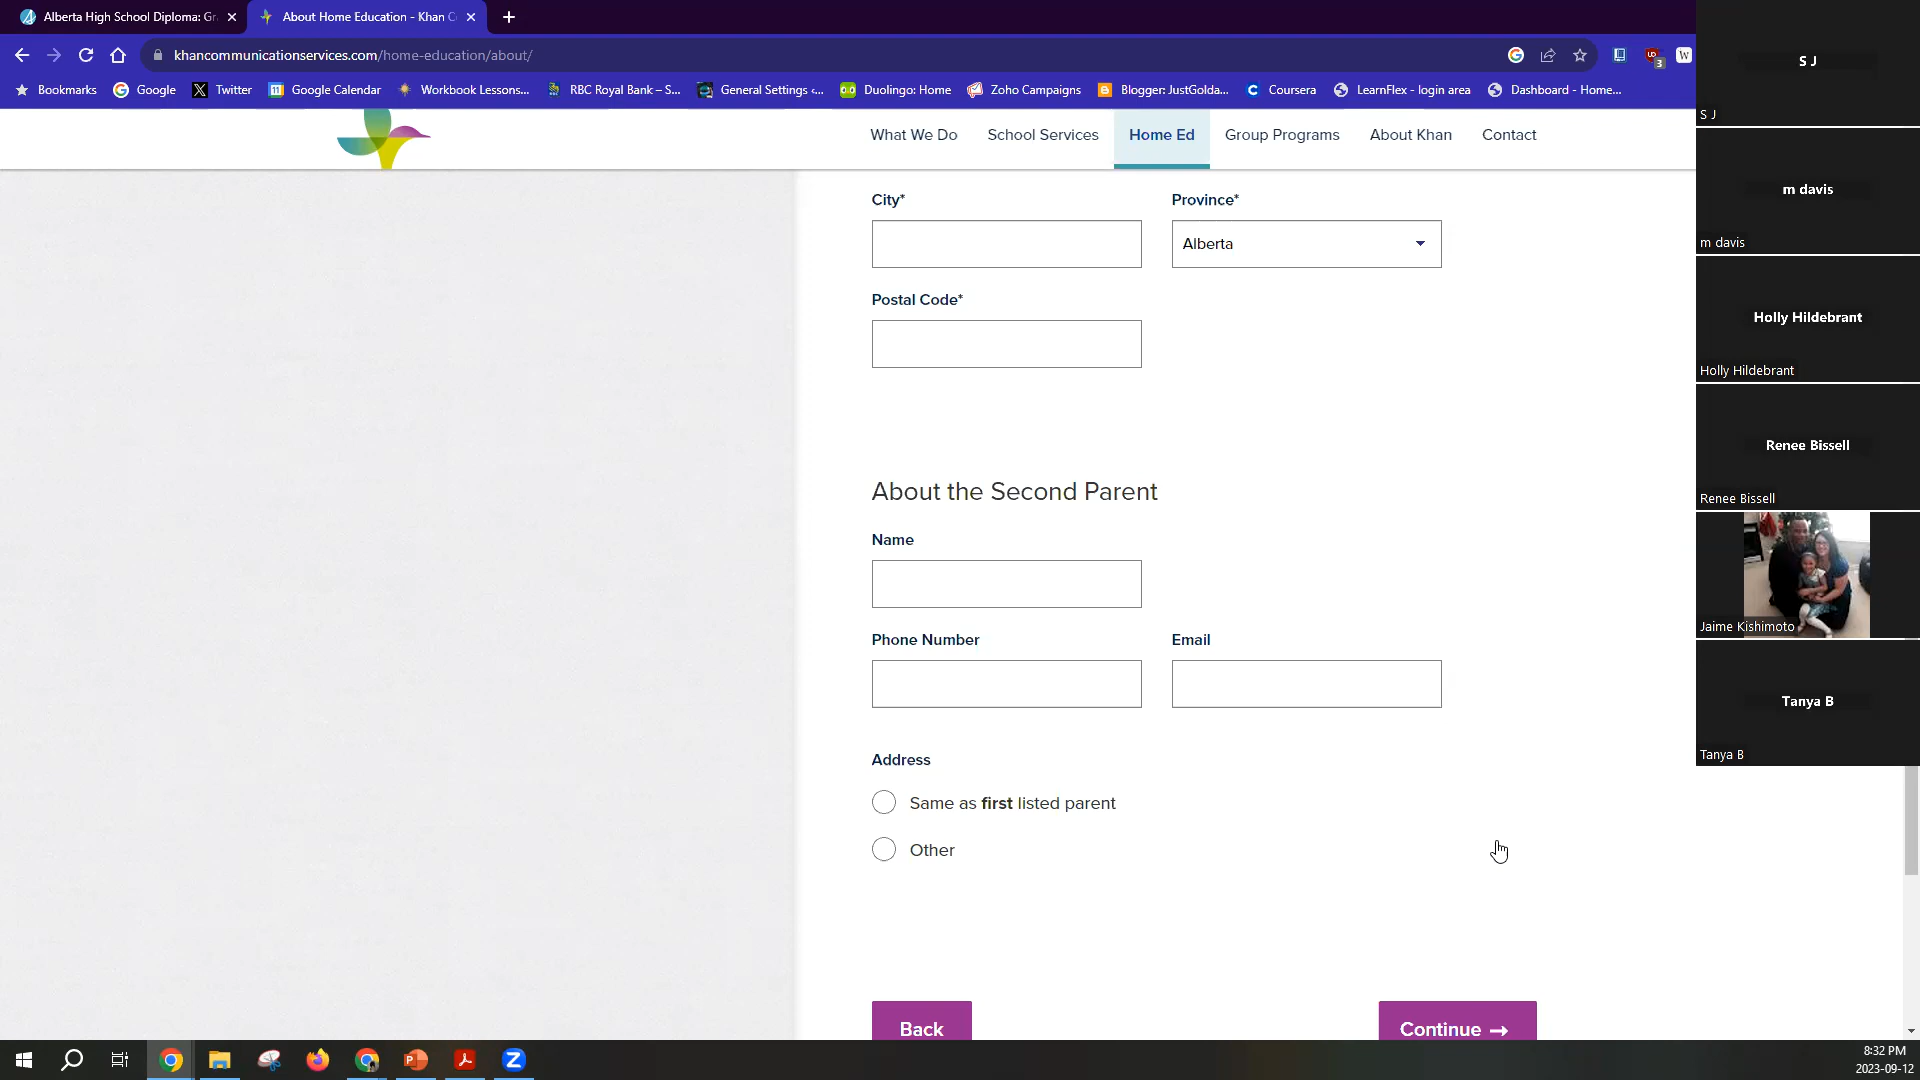 Alberta High School Diploma: Gr
About Home Education - Khan C
khancommunicationservices.com/home-education/about/
3
W
Bookmarks
Google
Twitter
11
Google Calendar
Workbook Lessons...
RBC Royal Bank – S...
General Settings ‹...
Duolingo: Home
Zoho Campaigns
Blogger: JustGolda...
Coursera
LearnFlex - login area
Dashboard - Home...
What We Do
School Services
Home Ed
Group Programs
About Khan
Contact
City*
Province*
Alberta
Postal Code*
About the Second Parent
Name
Phone Number
Email
Address
Same as first listed parent
Other
Back
Continue →
S J
S J
m davis
m davis
Holly Hildebrant
Holly Hildebrant
Renee Bissell
Renee Bissell
Jaime Kishimoto
Tanya B
Tanya B
8:32 PM
2023-09-12